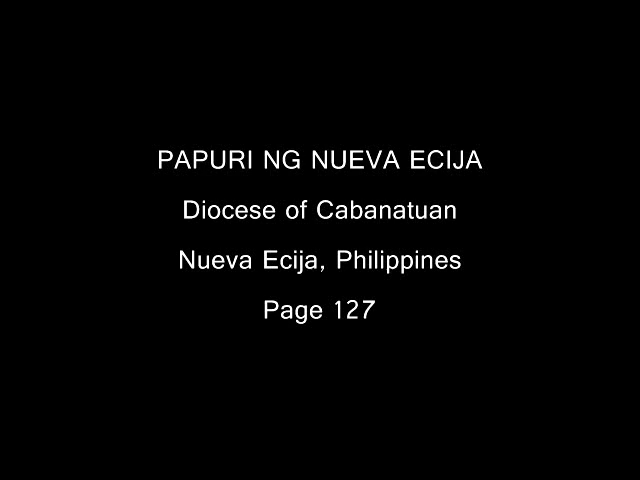 PAPURI NG NUEVA ECIJA
Diocese of Cabanatuan
Nueva Ecija, Philippines
Page 127